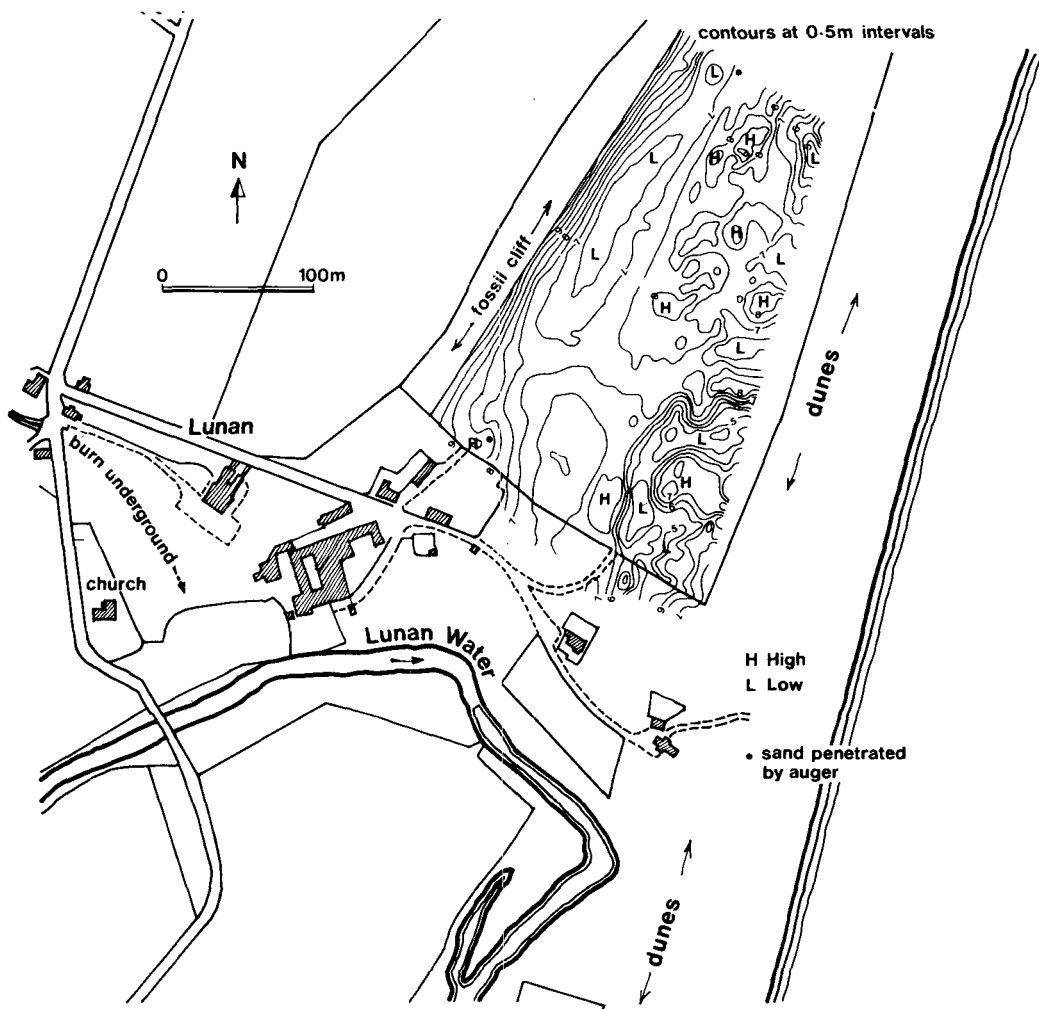 contours at 0·5m intervals
N
0 100m
fossil cliff
dunes
Lunan
burn underground
church
Lunan Water
H High
L Low
• sand penetrated
by auger
dunes
L
H
H
L
L
H
L
L
H
H
L
L
H
H
L